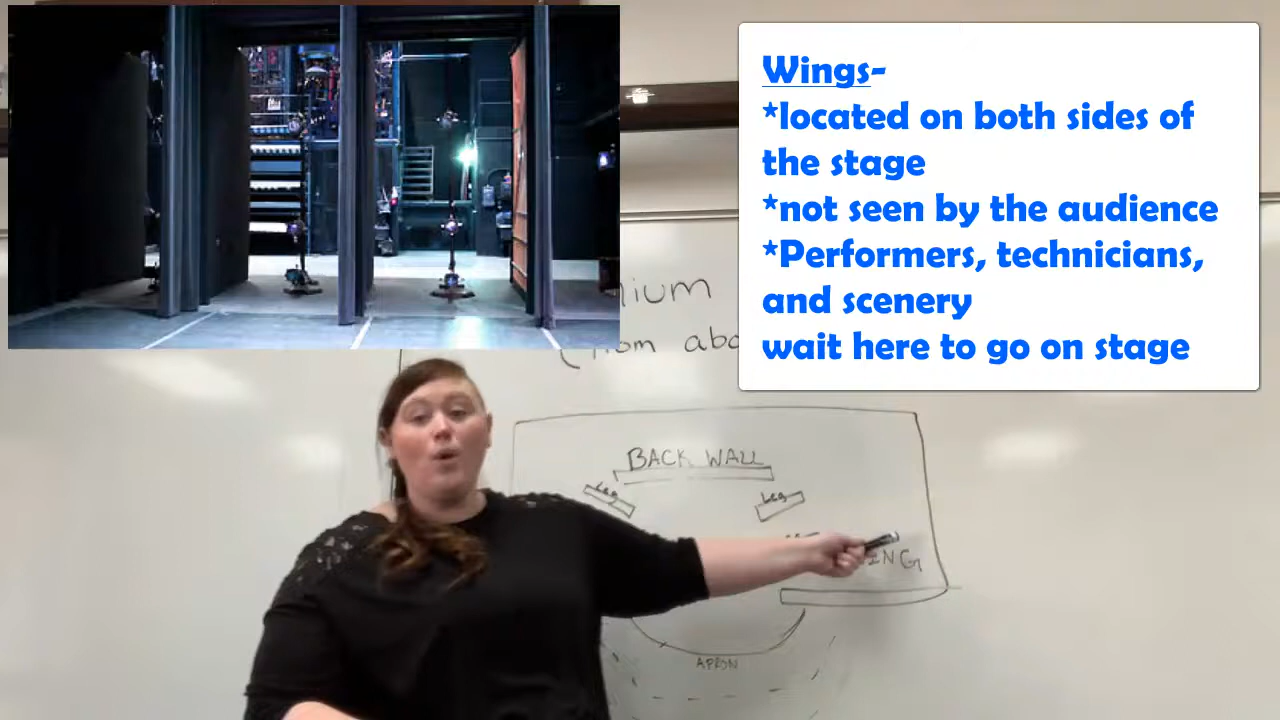 Wings-
*located on both sides of
the stage
*not seen by the audience
*Performers, technicians,
and scenery
wait here to go on stage
BACK WALL
Leg
Leg
APRON